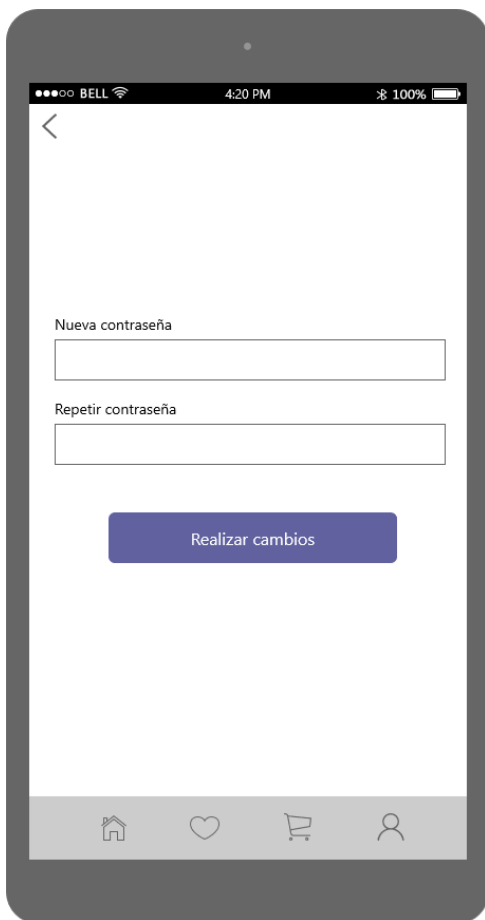 BELL 4:20 PM 100%
Nueva contraseña
Repetir contraseña
Realizar cambios